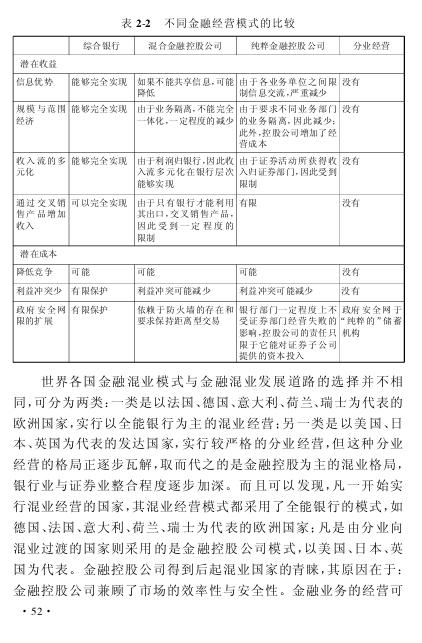 表 2-2 不同金融经营模式的比较
综合银行 混合金融控股公司 纯粹金融控股公司 分业经营
潜在收益
信息优势 能够完全实现 如果不能共享信息,可能 由于各业务单位之间限 没有
降低 制信息交流,严重减少
规模与范围 能够完全实现 由于业务隔离,不能完全 由于要求不同业务部门 没有
经济 一体化,一定程度的减少 的业务隔离,因此减少;
此外,控股公司增加了经
营成本
收入流的多 能够完全实现 由于利润归银行,因此收 由于证券活动所获得收 没有
元化 入流多元化在银行层次 入归证券部门,因此受到
能够实现 限制
通过交叉销 可以完全实现 由于只有银行才能利用 有限 没有
售产品增加 其出口,交叉销售产品,
收入 因此受到一定程度的
限制
潜在成本
降低竞争 可能 可能 可能 没有
利益冲突少 有限保护 利益冲突可能减少 利益冲突可能减少 没有
政府安全网 有限保护 依赖于防火墙的存在和 银行部门一定程度上不 政府安全网于
限的扩展 要求保持距离型交易 受证券部门经营失败的 “纯粹的”储蓄
影响,控股公司的责任只 机构
限于它能对证券子公司
提供的资本投入
世界各国金融混业模式与金融混业发展道路的选择并不相
同,可分为两类:一类是以法国、德国、意大利、荷兰、瑞士为代表的
欧洲国家,实行以全能银行为主的混业经营;另一类是以美国、日
本、英国为代表的发达国家,实行较严格的分业经营,但这种分业
经营的格局正逐步瓦解,取而代之的是金融控股为主的混业格局,
银行业与证券业整合程度逐步加深。而且可以发现,凡一开始实
行混业经营的国家,其混业经营模式都采用了全能银行的模式,如
德国、法国、意大利、荷兰、瑞士为代表的欧洲国家;凡是由分业向
混业过渡的国家则采用的是金融控股公司模式,以美国、日本、英
国为代表。金融控股公司得到后起混业国家的青睐,其原因在于:
金融控股公司兼顾了市场的效率性与安全性。金融业务的经营可
·52·